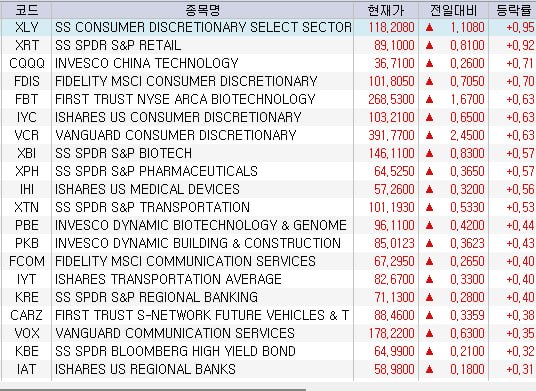 코드 종목명 현재가 전일대비 등락률
XLY SS CONSUMER DISCRETIONARY SELECT SECTOR 118,2080 ▲ 1,1080 +0,95
XRT SS SPDR S&P RETAIL 89,1000 ▲ 0,8100 +0,92
CQQQ INVESCO CHINA TECHNOLOGY 36,7100 ▲ 0,2600 +0,71
FDIS FIDELITY MSCI CONSUMER DISCRETIONARY 101,8050 ▲ 0,7050 +0,70
FBT FIRST TRUST NYSE ARCA BIOTECHNOLOGY 268,5300 ▲ 1,6700 +0,63
IYC ISHARES US CONSUMER DISCRETIONARY 103,2100 ▲ 0,6500 +0,63
VCR VANGUARD CONSUMER DISCRETIONARY 391,7700 ▲ 2,4500 +0,63
XBI SS SPDR S&P BIOTECH 146,1100 ▲ 0,8300 +0,57
XPH SS SPDR S&P PHARMACEUTICALS 64,5250 ▲ 0,3650 +0,57
IHI ISHARES US MEDICAL DEVICES 57,2600 ▲ 0,3200 +0,56
XTN SS SPDR S&P TRANSPORTATION 101,1930 ▲ 0,5330 +0,53
PBE INVESCO DYNAMIC BIOTECHNOLOGY & GENOME 96,1100 ▲ 0,4200 +0,44
PKB INVESCO DYNAMIC BUILDING & CONSTRUCTION 85,0123 ▲ 0,3623 +0,43
FCOM FIDELITY MSCI COMMUNICATION SERVICES 67,2950 ▲ 0,2650 +0,40
IYT ISHARES TRANSPORTATION AVERAGE 82,6700 ▲ 0,3300 +0,40
KRE SS SPDR S&P REGIONAL BANKING 71,1300 ▲ 0,2800 +0,40
CARZ FIRST TRUST S-NETWORK FUTURE VEHICLES & T 88,4600 ▲ 0,3359 +0,38
VOX VANGUARD COMMUNICATION SERVICES 178,2200 ▲ 0,6300 +0,35
KBE SS SPDR BLOOMBERG HIGH YIELD BOND 64,9900 ▲ 0,2100 +0,32
IAT ISHARES US REGIONAL BANKS 58,9800 ▲ 0,1800 +0,31